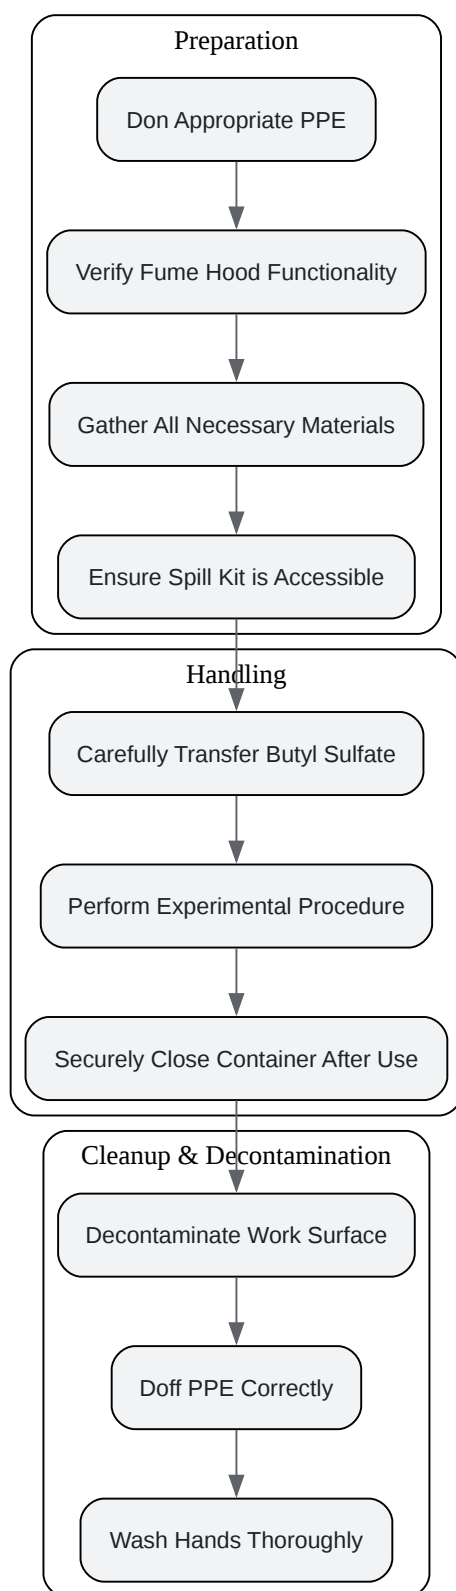 Preparation
Don Appropriate PPE
Verify Fume Hood Functionality
Gather All Necessary Materials
Ensure Spill Kit is Accessible
Handling
Carefully Transfer Butyl Sulfate
Perform Experimental Procedure
Securely Close Container After Use
Cleanup & Decontamination
Decontaminate Work Surface
Doff PPE Correctly
Wash Hands Thoroughly